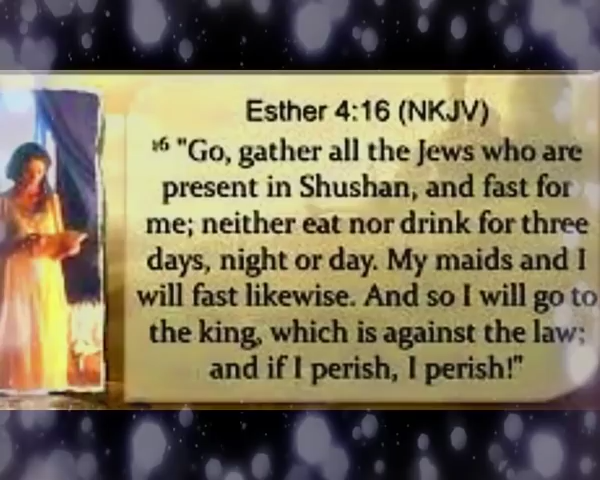 Esther 4:16 (NKJV)
16 "Go, gather all the Jews who are
present in Shushan, and fast for
me; neither eat nor drink for three
days, night or day. My maids and I
will fast likewise. And so I will go to
the king, which is against the law;
and if I perish, I perish!"